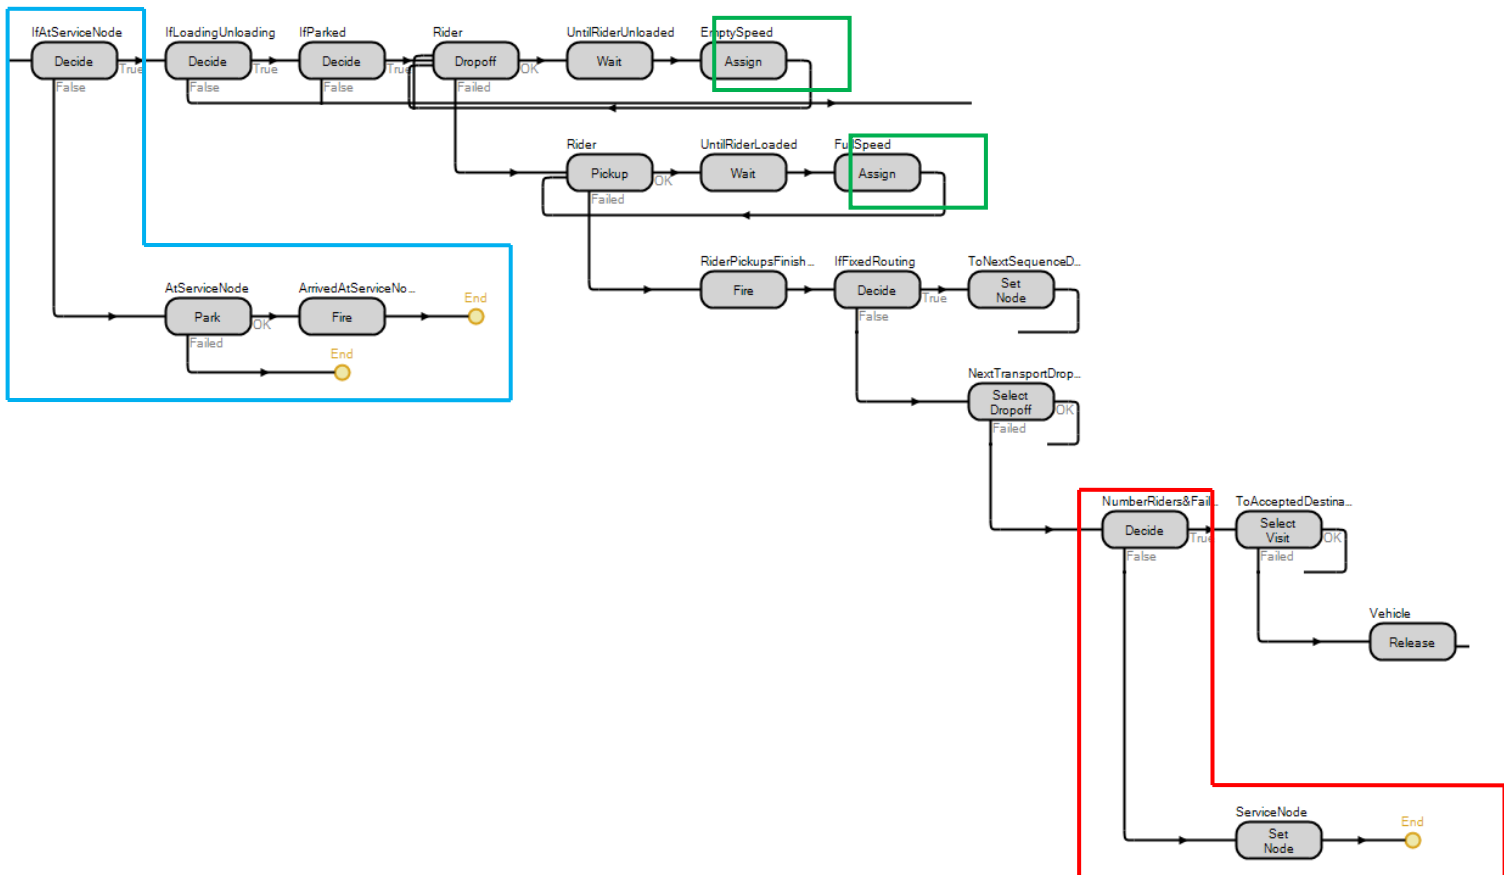 IfAtServiceNode
Decide
True
False
IfLoadingUnloading
Decide
True
False
IfParked
Decide
True
False
Rider
Dropoff
OK
Failed
UntilRiderUnloaded
Wait
EmptySpeed
Assign
Rider
Pickup
OK
Failed
UntilRiderLoaded
Wait
FullSpeed
Assign
AtServiceNode
Park
OK
Failed
ArrivedAtServiceNo...
Fire
End
End
RiderPickupsFinish...
Fire
IfFixedRouting
Decide
True
False
ToNextSequenceD...
Set
Node
NextTransportDrop...
Select
Dropoff
OK
Failed
NumberRiders&Fail...
Decide
True
False
ToAcceptedDestina...
Select
Visit
OK
Failed
Vehicle
Release
ServiceNode
Set
Node
End